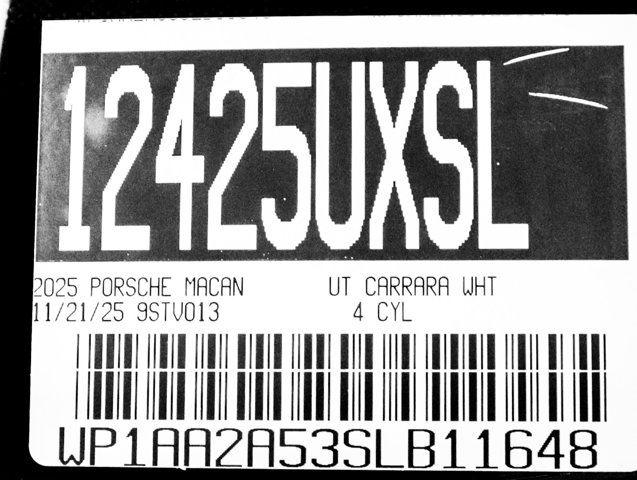 12425UXSL
2025 PORSCHE MACAN UT CARRARA WHT
11/21/25 9STV013 4 CYL
WP1AA2A53SLB11648